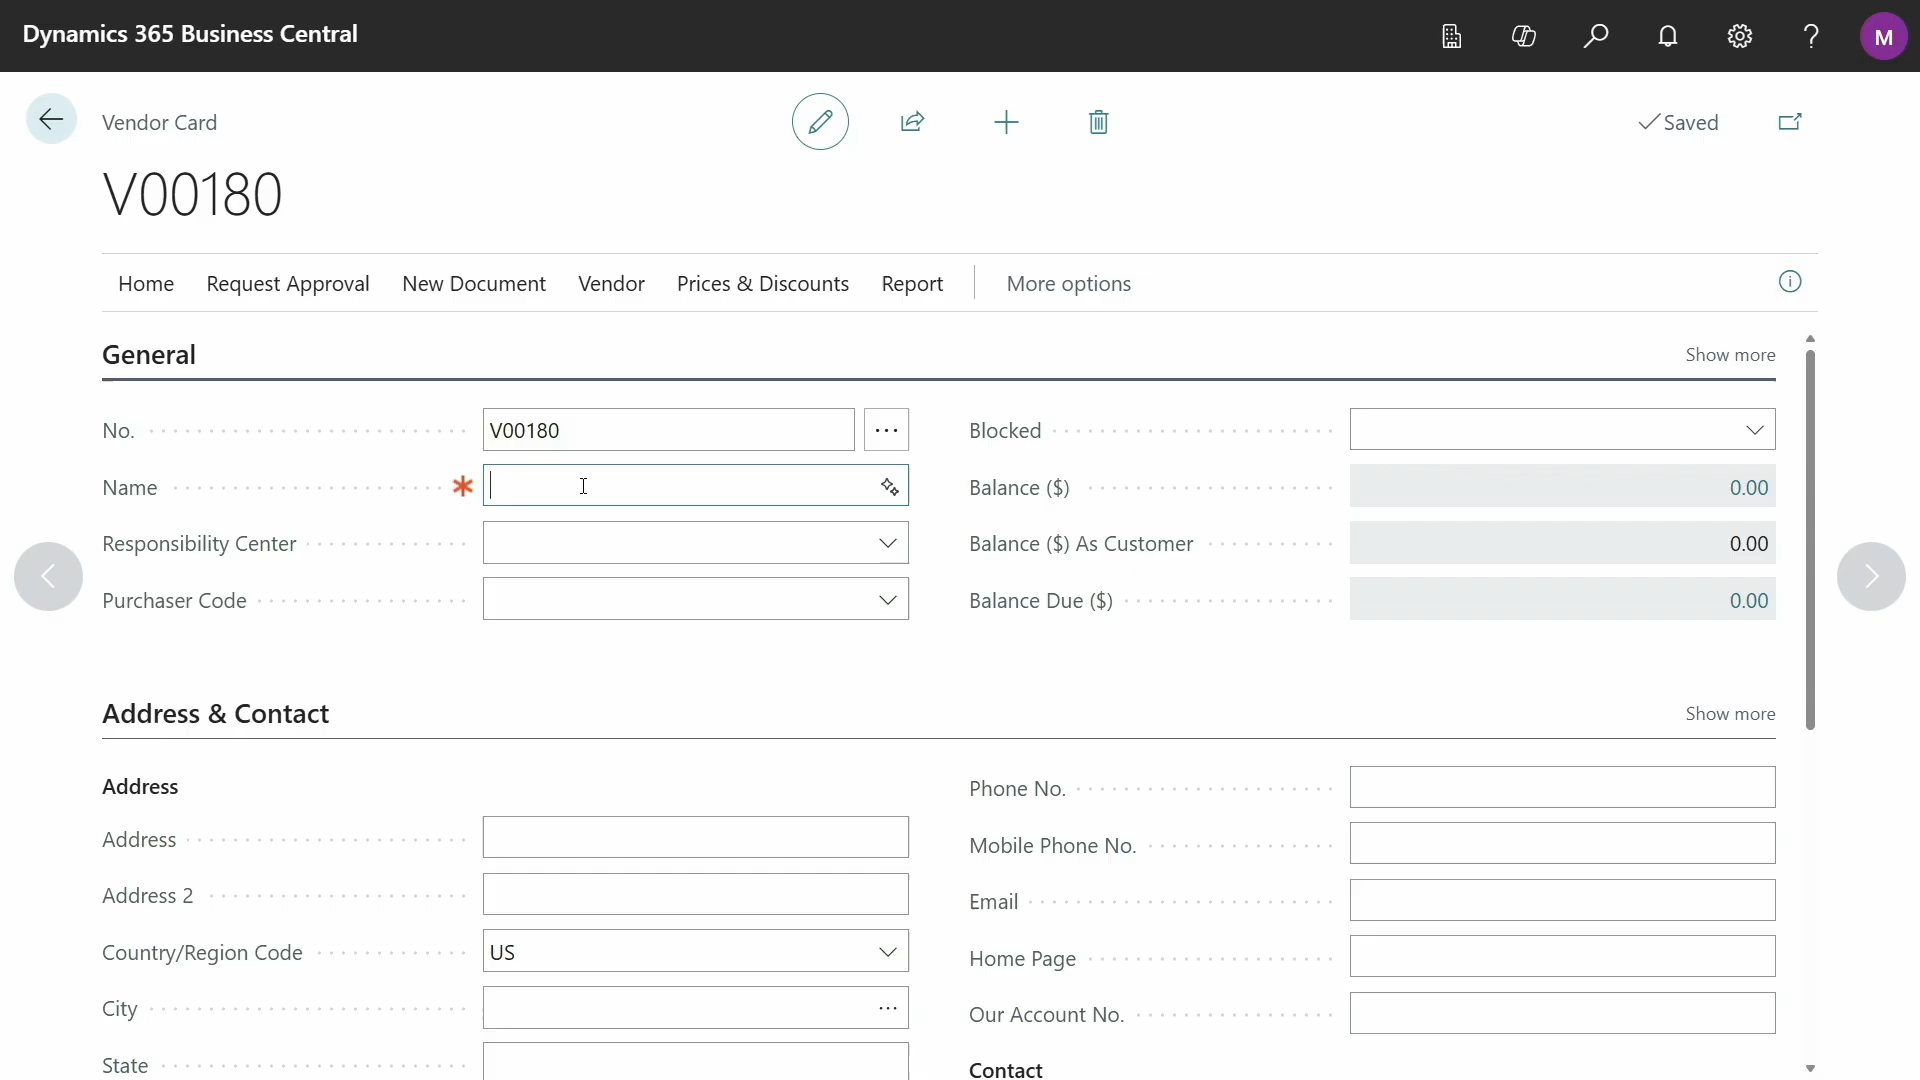 Dynamics 365 Business Central
M
Vendor Card
Saved
V00180
Home Request Approval New Document Vendor Prices & Discounts Report More options
General Show more
No. V00180 ...
Name
Responsibility Center
Purchaser Code
Blocked
Balance ($) 0.00
Balance ($) As Customer 0.00
Balance Due ($) 0.00
Address & Contact Show more
Address
Address
Address 2
Country/Region Code US
City ...
State
Phone No.
Mobile Phone No.
Email
Home Page
Our Account No.
Contact